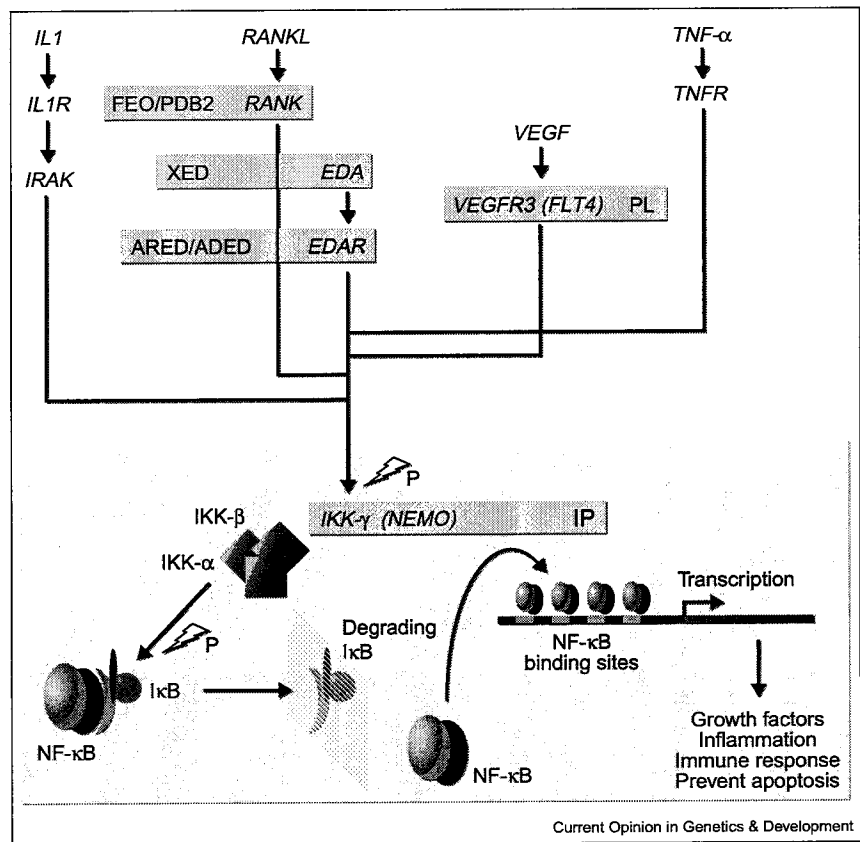 IL1
RANKL
TNF-α
IL1R
FEO/PDB2 RANK
TNFR
VEGF
IRAK
XED EDA
VEGFR3 (FLT4) PL
ARED/ADED EDAR
P
IKK-γ (NEMO) IP
IKK-β
IKK-α
Transcription
P
Degrading
IκB
NF-κB
binding sites
IκB
NF-κB
NF-κB
Growth factors
Inflammation
Immune response
Prevent apoptosis
Current Opinion in Genetics & Development